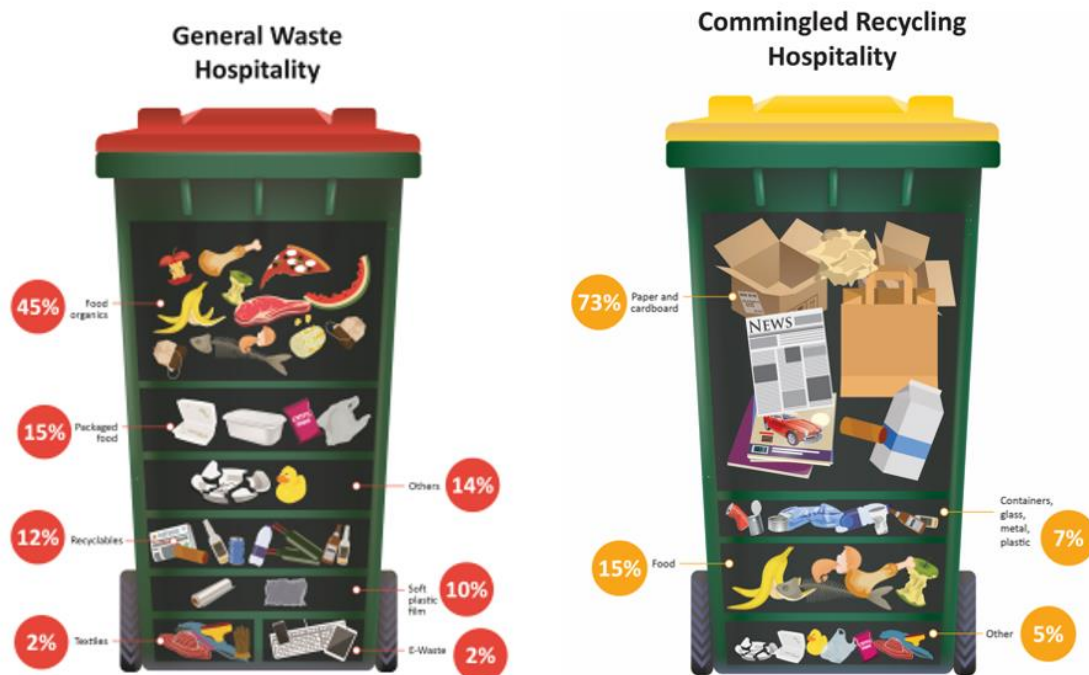 General Waste
Hospitality
45%
Food
organics
15%
Packaged
food
Others
14%
12%
Recyclables
Soft
plastic
film
10%
2%
Textiles
E-Waste
2%
Commingled Recycling
Hospitality
73%
Paper and
cardboard
NEWS
Containers,
glass,
metal,
plastic
7%
15%
Food
Other
5%